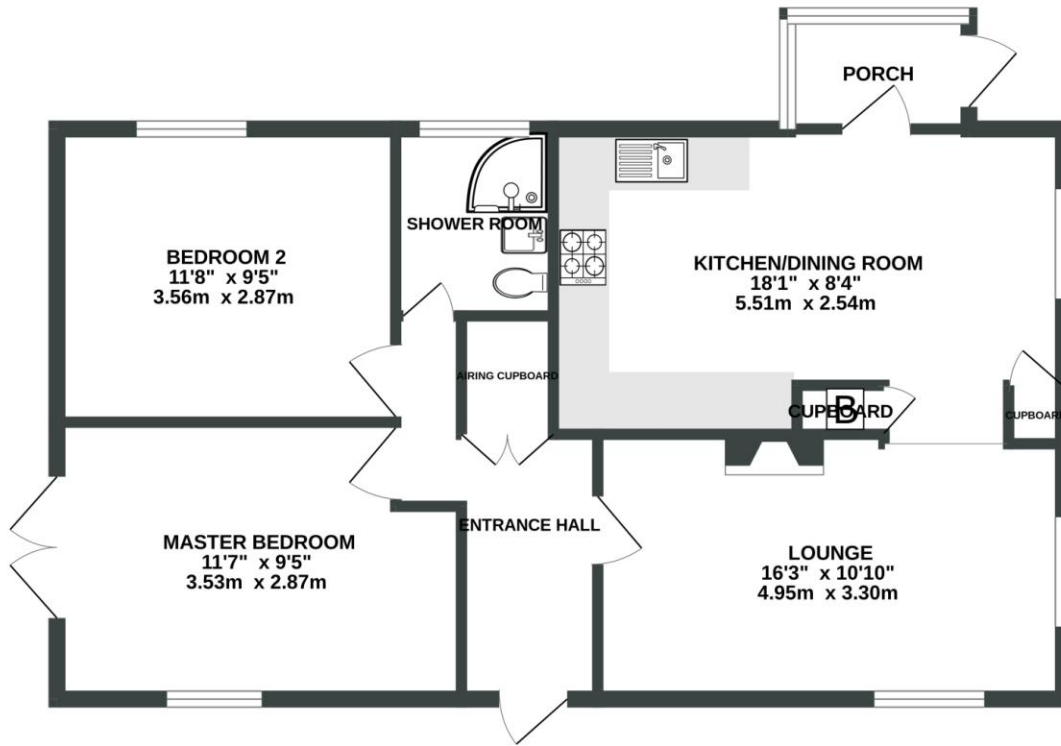 PORCH
SHOWER ROOM
BEDROOM 2
11'8" x 9'5"
3.56m x 2.87m
KITCHEN/DINING ROOM
18'1" x 8'4"
5.51m x 2.54m
AIRING CUPBOARD
CUPBOARD
B
CUPBOARD
ENTRANCE HALL
MASTER BEDROOM
11'7" x 9'5"
3.53m x 2.87m
LOUNGE
16'3" x 10'10"
4.95m x 3.30m